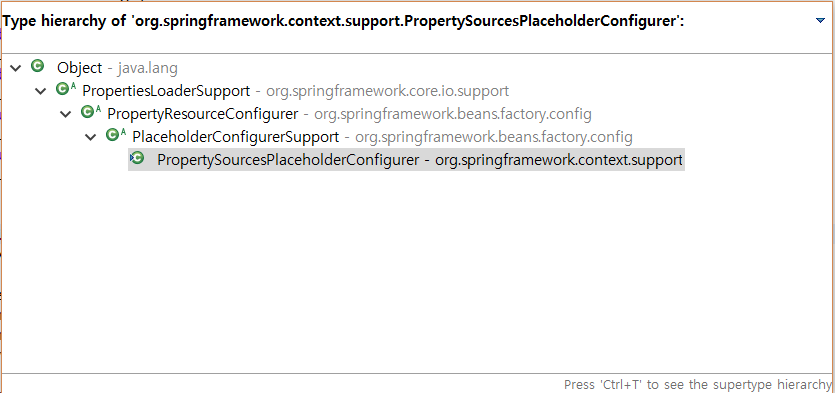 Type hierarchy of 'org.springframework.context.support.PropertySourcesPlaceholderConfigurer':
Object - java.lang
PropertiesLoaderSupport - org.springframework.core.io.support
PropertyResourceConfigurer - org.springframework.beans.factory.config
PlaceholderConfigurerSupport - org.springframework.beans.factory.config
PropertySourcesPlaceholderConfigurer - org.springframework.context.support
Press 'Ctrl+T' to see the supertype hierarchy